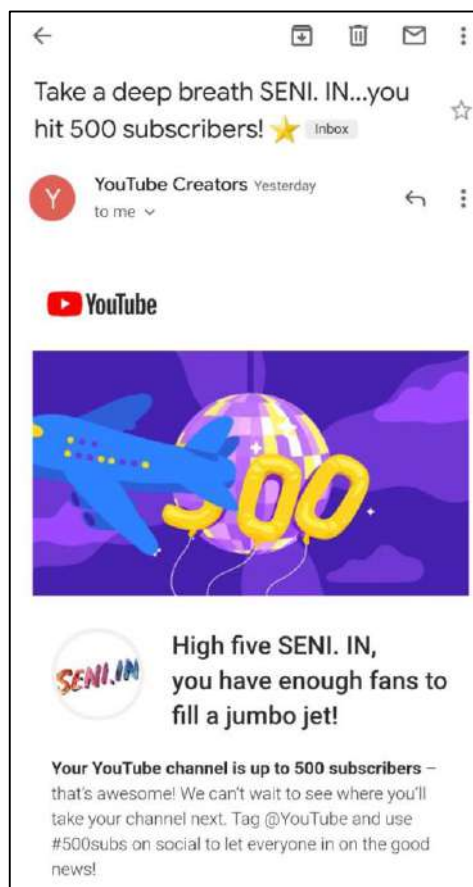 Take a deep breath SENI. IN...you
hit 500 subscribers! ⭐ Inbox
YouTube Creators Yesterday
Y
to me
YouTube
500
SENI.IN
High five SENI. IN,
you have enough fans to
fill a jumbo jet!
Your YouTube channel is up to 500 subscribers –
that's awesome! We can't wait to see where you'll
take your channel next. Tag @YouTube and use
#500subs on social to let everyone in on the good
news!